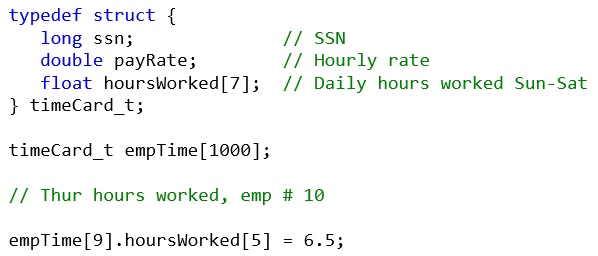 typedef struct {
   long ssn;              // SSN
   double payRate;        // Hourly rate
   float hoursWorked[7];  // Daily hours worked Sun-Sat
} timeCard_t;
timeCard_t empTime[1000];
// Thur hours worked, emp # 10
empTime[9].hoursWorked[5] = 6.5;